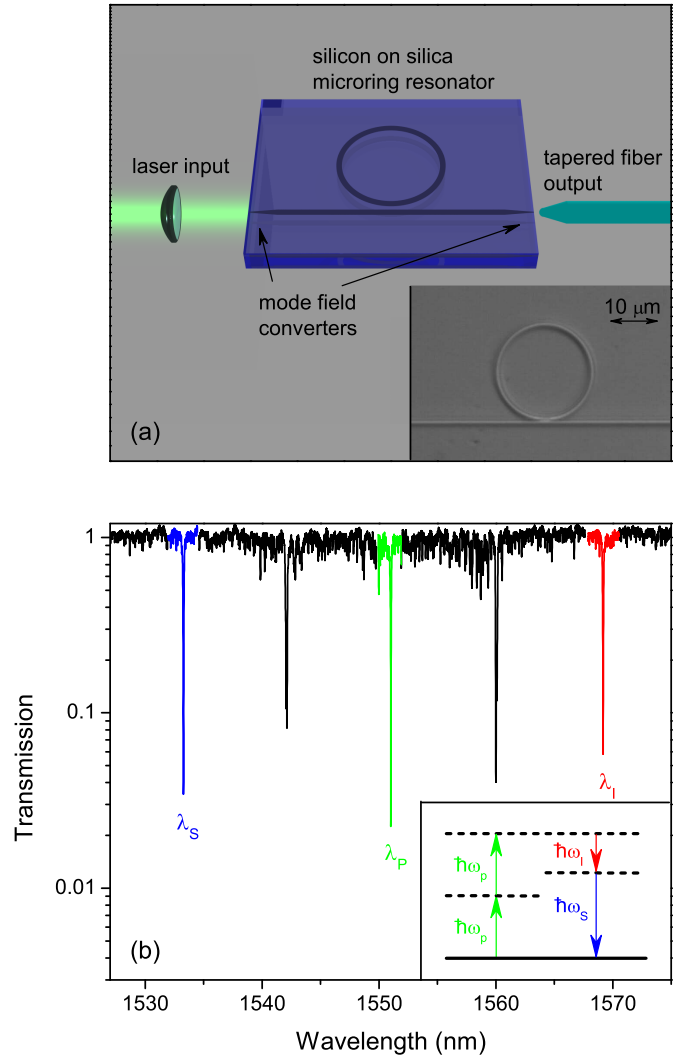 silicon on silica
microring resonator
laser input
tapered fiber
output
mode field
converters
10 μm
(a)
1
0.1
0.01
Transmission
λS
λP
λI
ħωp
ħωI
ħωp
ħωS
(b)
1530 1540 1550 1560 1570
Wavelength (nm)